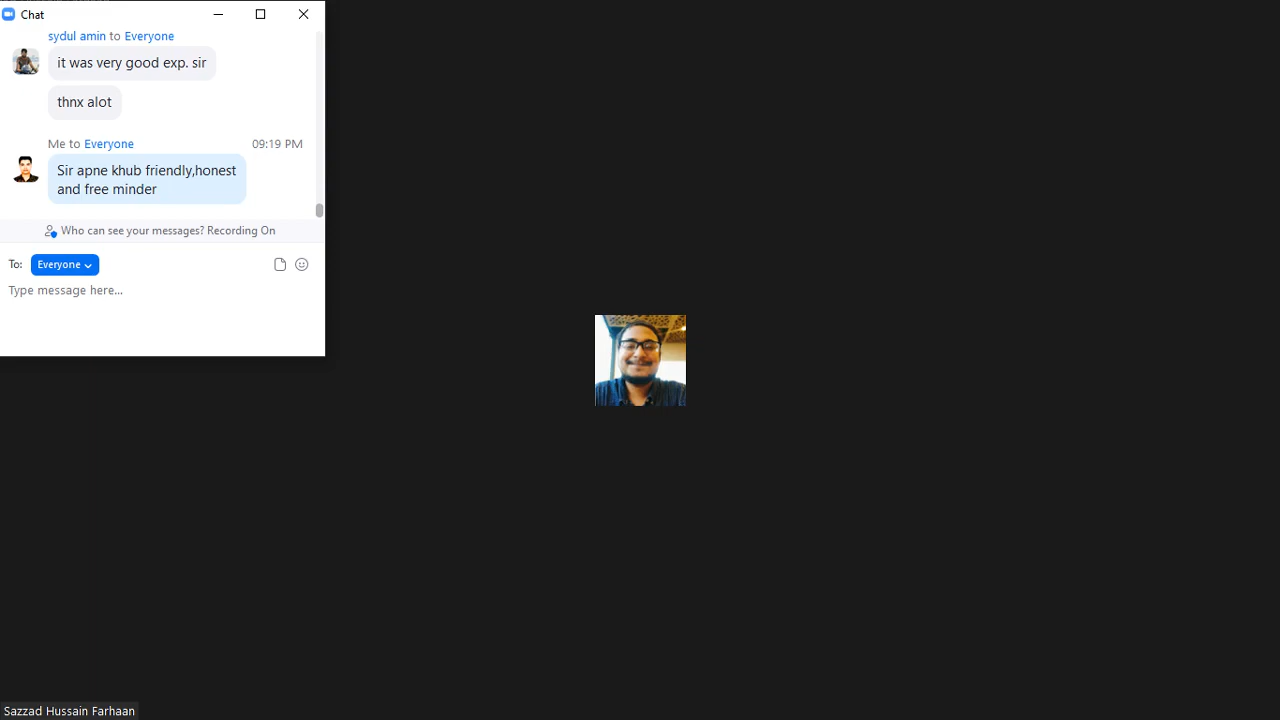 Chat
sydul amin to Everyone
it was very good exp. sir
thnx alot
Me to Everyone 09:19 PM
Sir apne khub friendly,honest
and free minder
Who can see your messages? Recording On
To: Everyone
Type message here...
Sazzad Hussain Farhaan